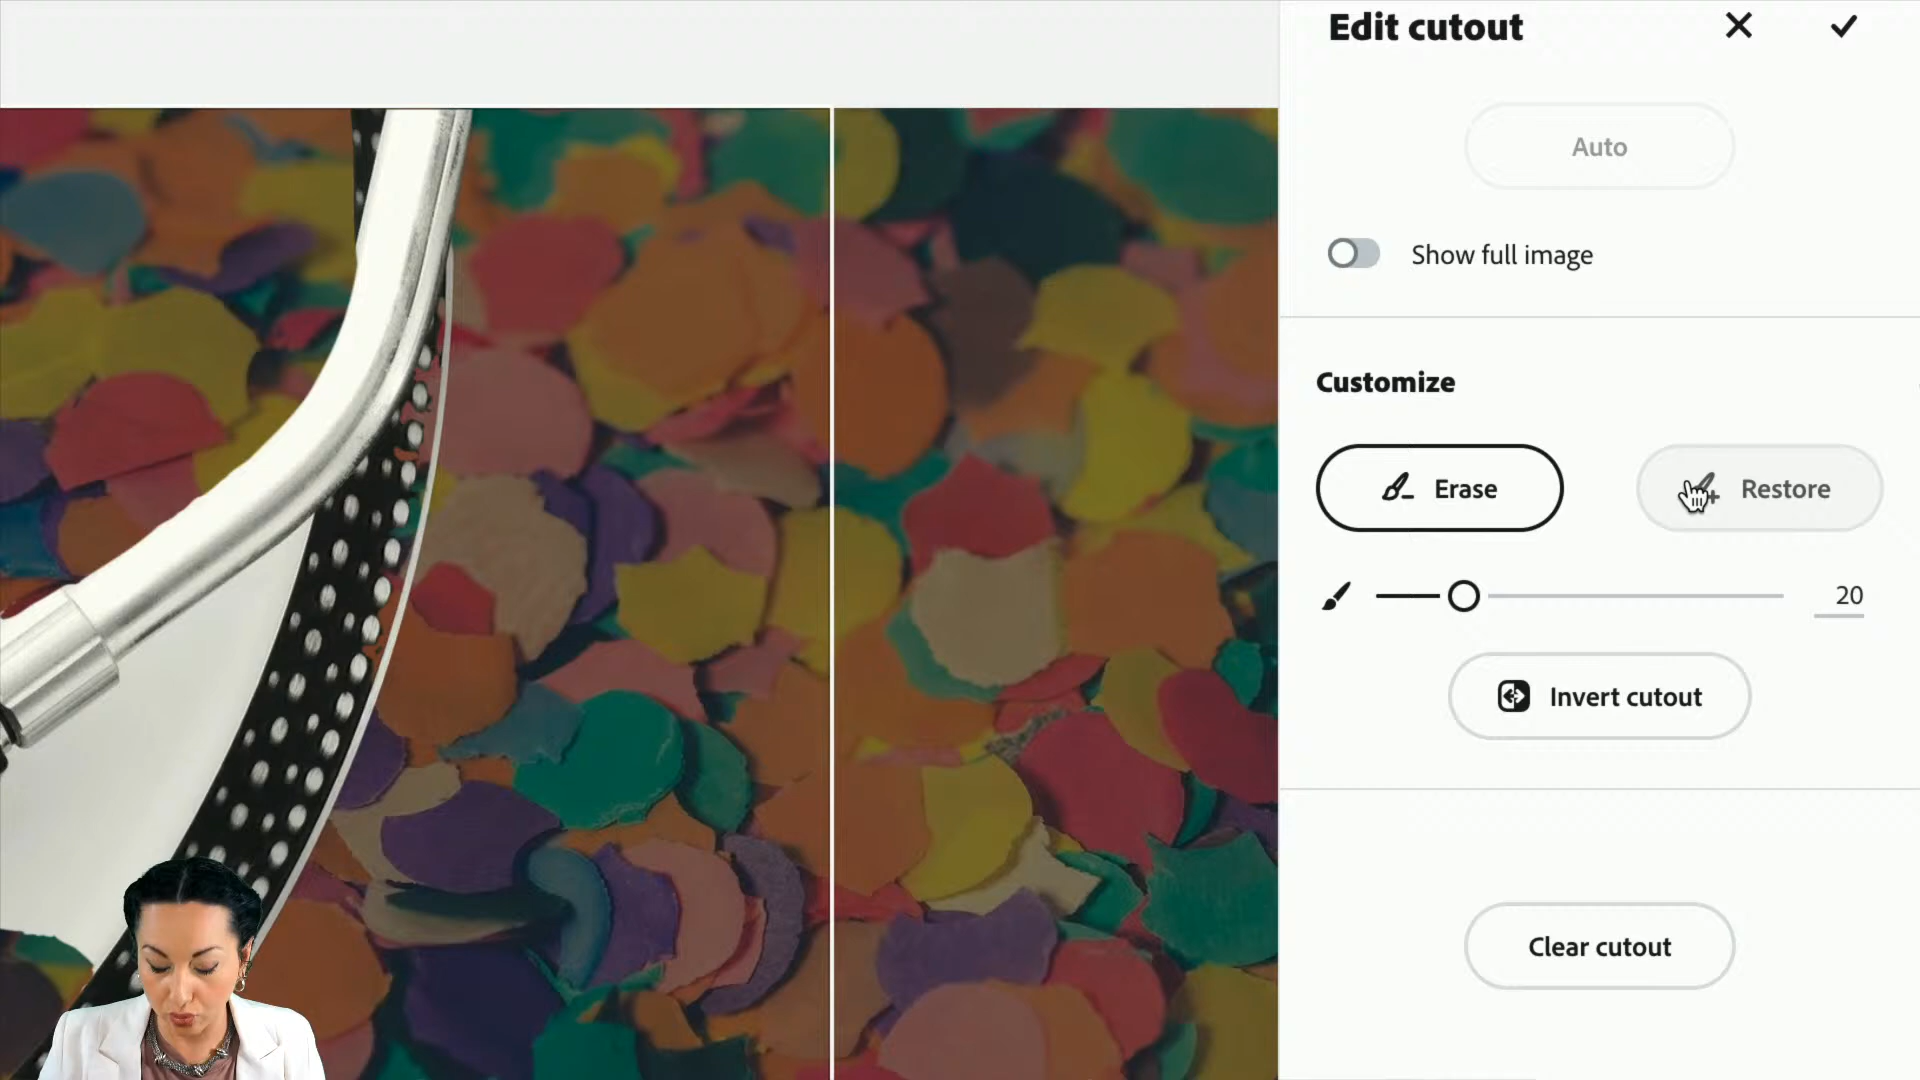 Edit cutout
Auto
Show full image
Customize
Erase
Restore
20
Invert cutout
Clear cutout